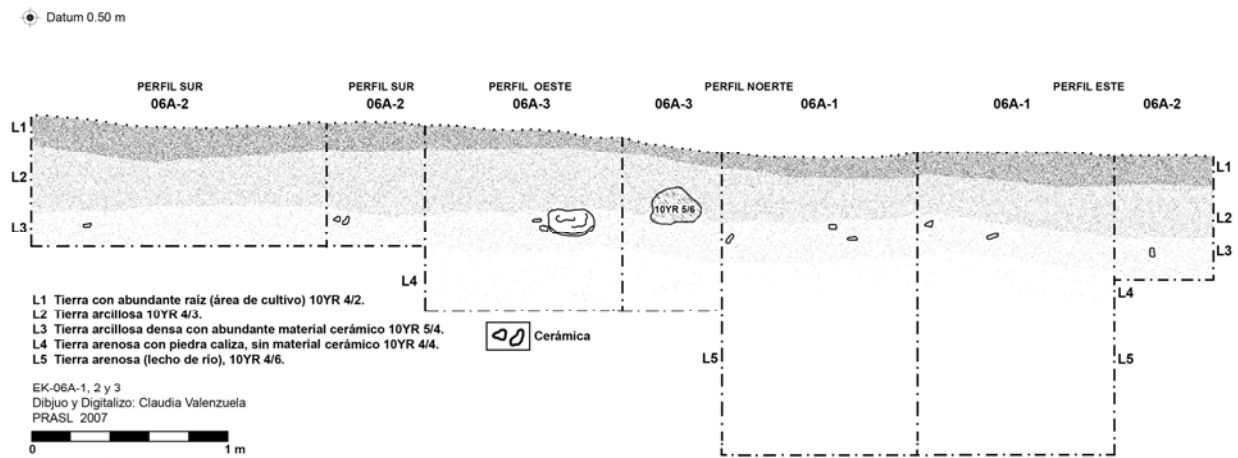 Datum 0.50 m
PERFIL SUR PERFIL SUR PERFIL OESTE PERFIL NOERTE PERFIL ESTE
06A-2 06A-2 06A-3 06A-3 06A-1 06A-1 06A-2
L1 L1
L2 L2
L3 L3
10YR 5/6
L4 L4
L5 L5
L1 Tierra con abundante raíz (área de cultivo) 10YR 4/2.
L2 Tierra arcillosa 10YR 4/3.
L3 Tierra arcillosa densa con abundante material cerámico 10YR 5/4.
L4 Tierra arenosa con piedra caliza, sin material cerámico 10YR 4/4.
L5 Tierra arenosa (lecho de río), 10YR 4/6.
Cerámica
EK-06A-1, 2 y 3
Dibjuo y Digitalizo: Claudia Valenzuela
PRASL 2007
0 1 m